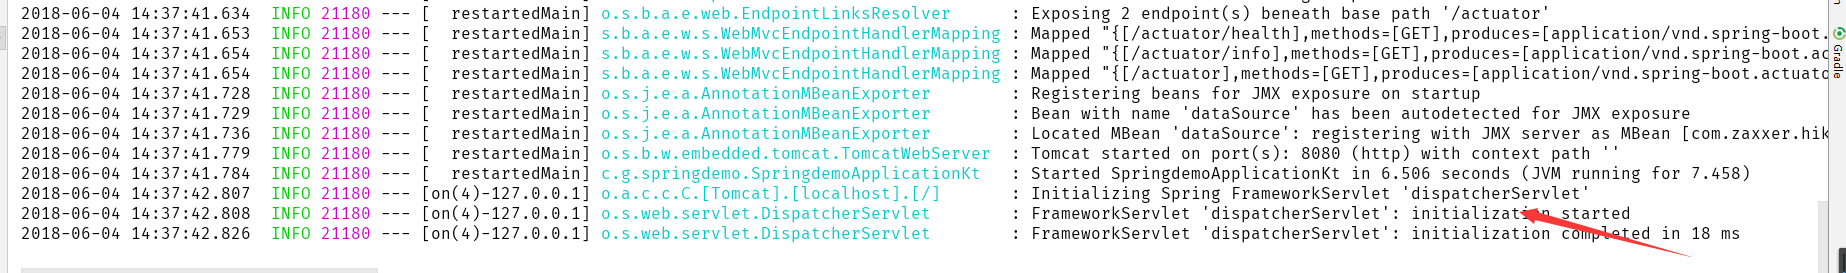 2018-06-04 14:37:41.634  INFO 21180 --- [  restartedMain] o.s.b.a.e.web.EndpointLinksResolver      : Exposing 2 endpoint(s) beneath base path '/actuator'
2018-06-04 14:37:41.653  INFO 21180 --- [  restartedMain] s.b.a.e.w.s.WebMvcEndpointHandlerMapping : Mapped "{[/actuator/health],methods=[GET],produces=[application/vnd.spring-boot.
2018-06-04 14:37:41.654  INFO 21180 --- [  restartedMain] s.b.a.e.w.s.WebMvcEndpointHandlerMapping : Mapped "{[/actuator/info],methods=[GET],produces=[application/vnd.spring-boot.ac
2018-06-04 14:37:41.654  INFO 21180 --- [  restartedMain] s.b.a.e.w.s.WebMvcEndpointHandlerMapping : Mapped "{[/actuator],methods=[GET],produces=[application/vnd.spring-boot.actuato
2018-06-04 14:37:41.728  INFO 21180 --- [  restartedMain] o.s.j.e.a.AnnotationMBeanExporter        : Registering beans for JMX exposure on startup
2018-06-04 14:37:41.729  INFO 21180 --- [  restartedMain] o.s.j.e.a.AnnotationMBeanExporter        : Bean with name 'dataSource' has been autodetected for JMX exposure
2018-06-04 14:37:41.736  INFO 21180 --- [  restartedMain] o.s.j.e.a.AnnotationMBeanExporter        : Located MBean 'dataSource': registering with JMX server as MBean [com.zaxxer.hik
2018-06-04 14:37:41.779  INFO 21180 --- [  restartedMain] o.s.b.w.embedded.tomcat.TomcatWebServer  : Tomcat started on port(s): 8080 (http) with context path ''
2018-06-04 14:37:41.784  INFO 21180 --- [  restartedMain] c.g.springdemo.SpringdemoApplicationKt   : Started SpringdemoApplicationKt in 6.506 seconds (JVM running for 7.458)
2018-06-04 14:37:42.807  INFO 21180 --- [on(4)-127.0.0.1] o.a.c.c.C.[Tomcat].[localhost].[/]       : Initializing Spring FrameworkServlet 'dispatcherServlet'
2018-06-04 14:37:42.808  INFO 21180 --- [on(4)-127.0.0.1] o.s.web.servlet.DispatcherServlet        : FrameworkServlet 'dispatcherServlet': initialization started
2018-06-04 14:37:42.826  INFO 21180 --- [on(4)-127.0.0.1] o.s.web.servlet.DispatcherServlet        : FrameworkServlet 'dispatcherServlet': initialization completed in 18 ms
Gradle